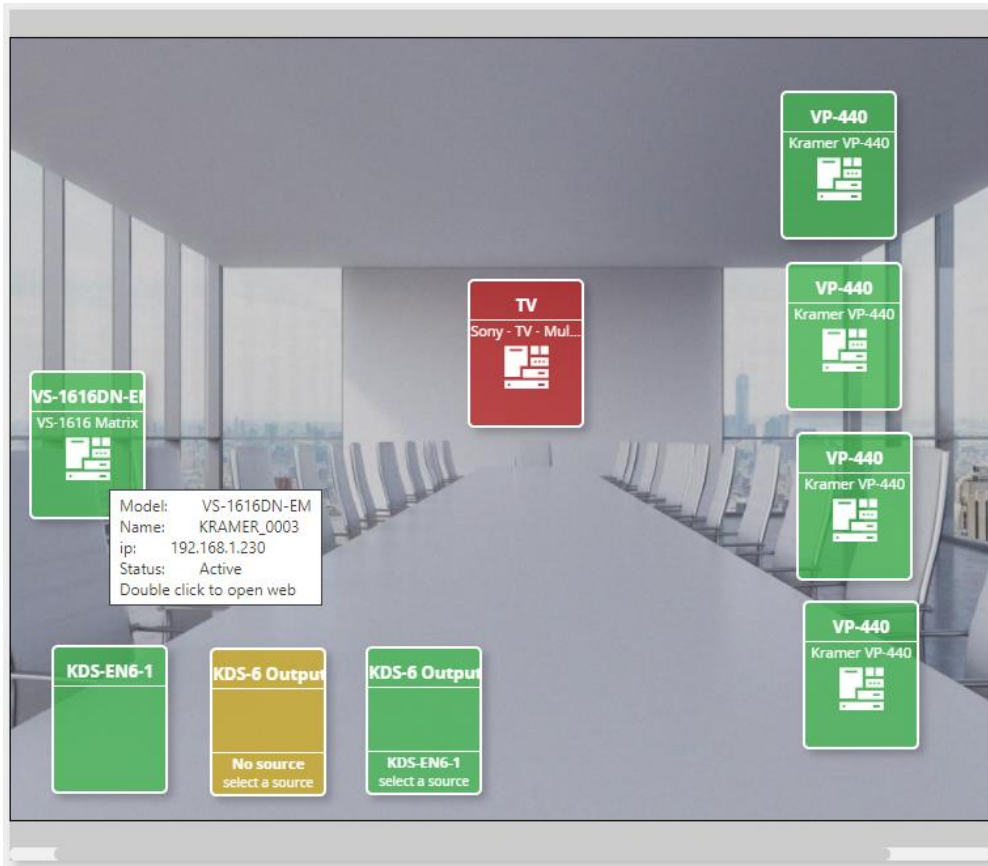 VP-440
Kramer VP-440
VP-440
Kramer VP-440
TV
Sony - TV - Mul...
VS-1616DN-EM
VS-1616 Matrix
VP-440
Kramer VP-440
Model: VS-1616DN-EM
Name: KRAMER_0003
ip: 192.168.1.230
Status: Active
Double click to open web
VP-440
Kramer VP-440
KDS-EN6-1
KDS-6 Output
No source
select a source
KDS-6 Output
KDS-EN6-1
select a source